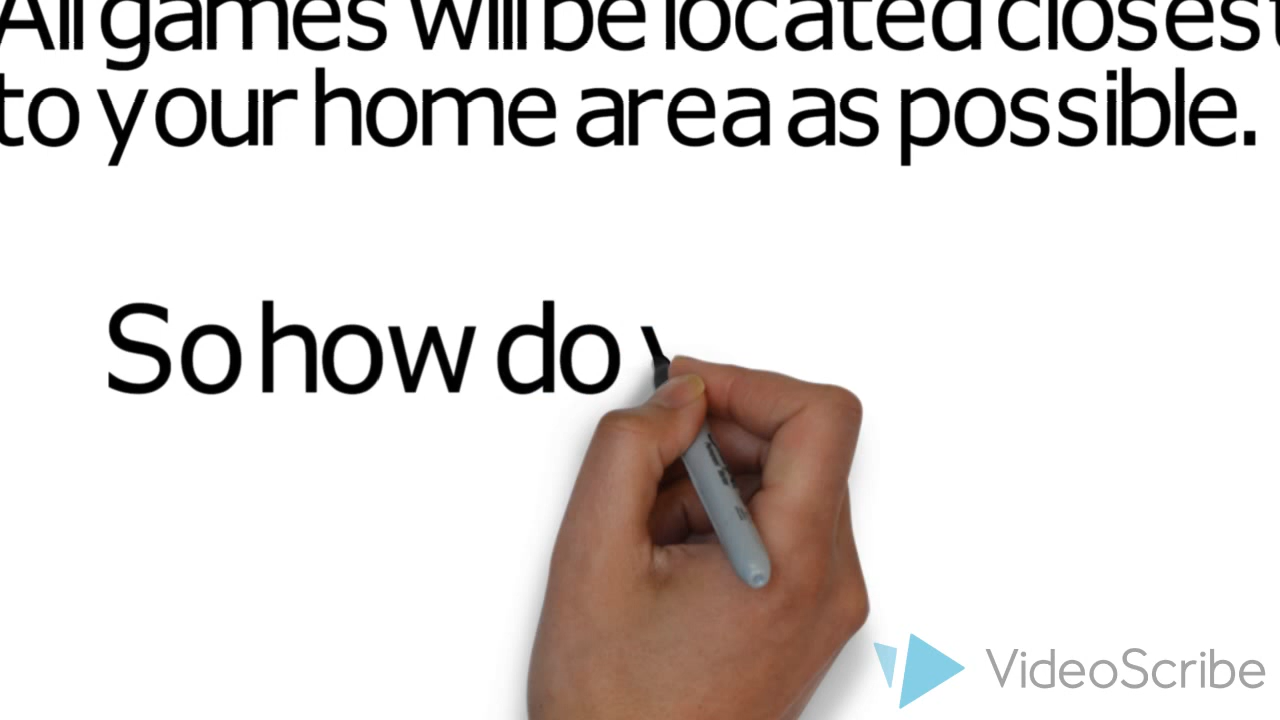 All games will be located closest
to your home area as possible.
So how do
VideoScribe